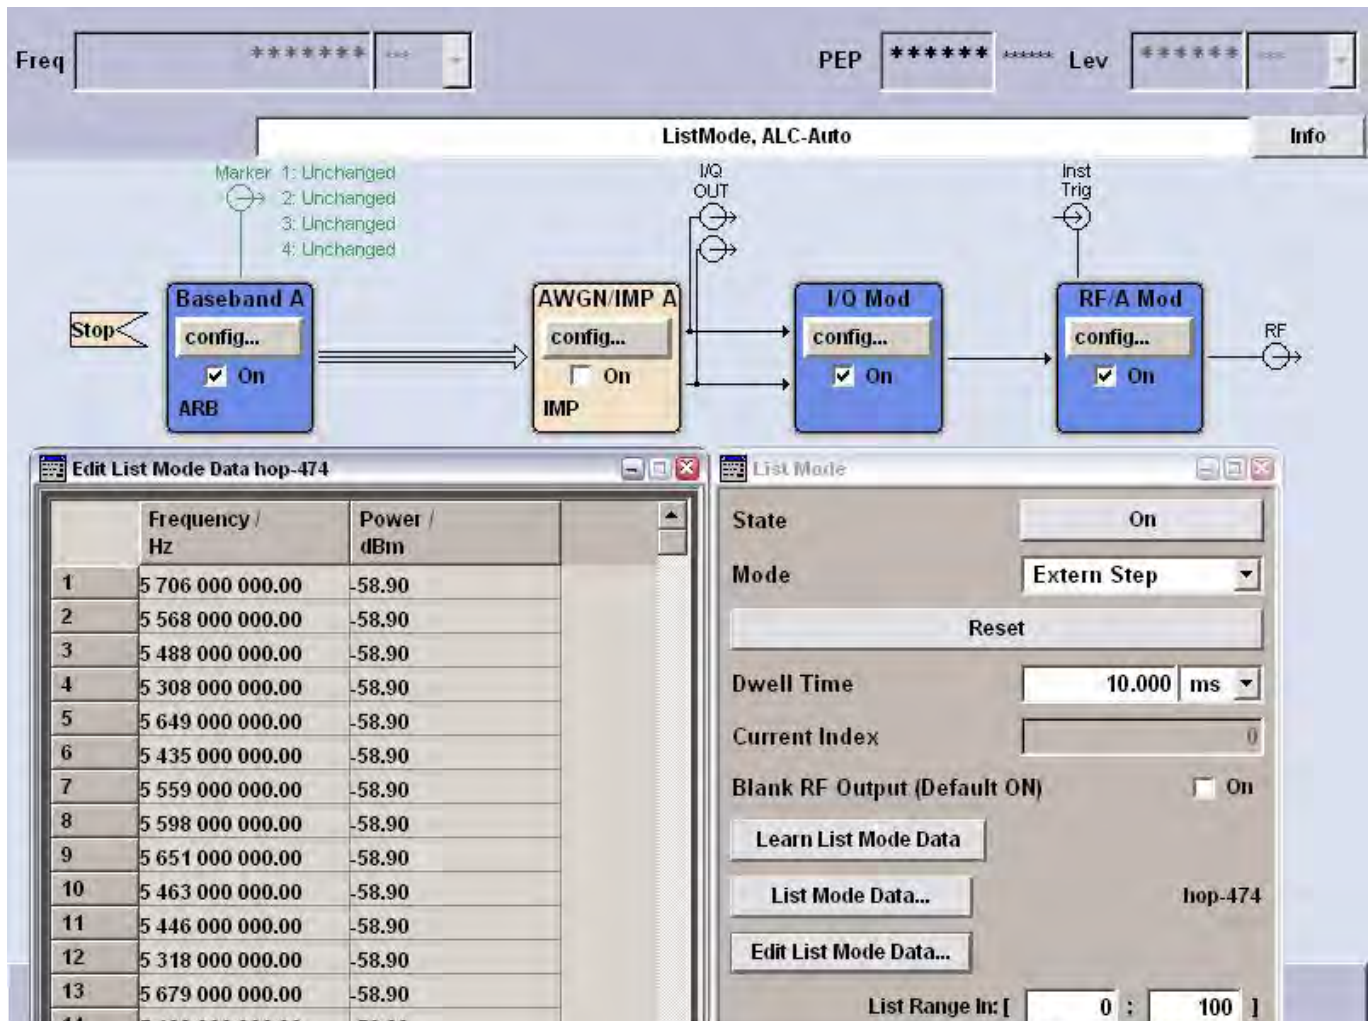 Freq ******* --- PEP ****** Lev ****** ---
ListMode, ALC-Auto Info
Marker 1: Unchanged
2: Unchanged
3: Unchanged
4: Unchanged
I/Q
OUT
Inst
Trig
Stop
Baseband A
config...
On
ARB
AWGN/IMP A
config...
On
IMP
I/Q Mod
config...
On
RF/A Mod
config...
On
RF
Edit List Mode Data hop-474
Frequency / Hz Power / dBm
1 5 706 000 000.00 -58.90
2 5 568 000 000.00 -58.90
3 5 488 000 000.00 -58.90
4 5 308 000 000.00 -58.90
5 5 649 000 000.00 -58.90
6 5 435 000 000.00 -58.90
7 5 559 000 000.00 -58.90
8 5 598 000 000.00 -58.90
9 5 651 000 000.00 -58.90
10 5 463 000 000.00 -58.90
11 5 446 000 000.00 -58.90
12 5 318 000 000.00 -58.90
13 5 679 000 000.00 -58.90
List Mode
State On
Mode Extern Step
Reset
Dwell Time 10.000 ms
Current Index 0
Blank RF Output (Default ON) On
Learn List Mode Data
List Mode Data... hop-474
Edit List Mode Data...
List Range In: [ 0 : 100 ]